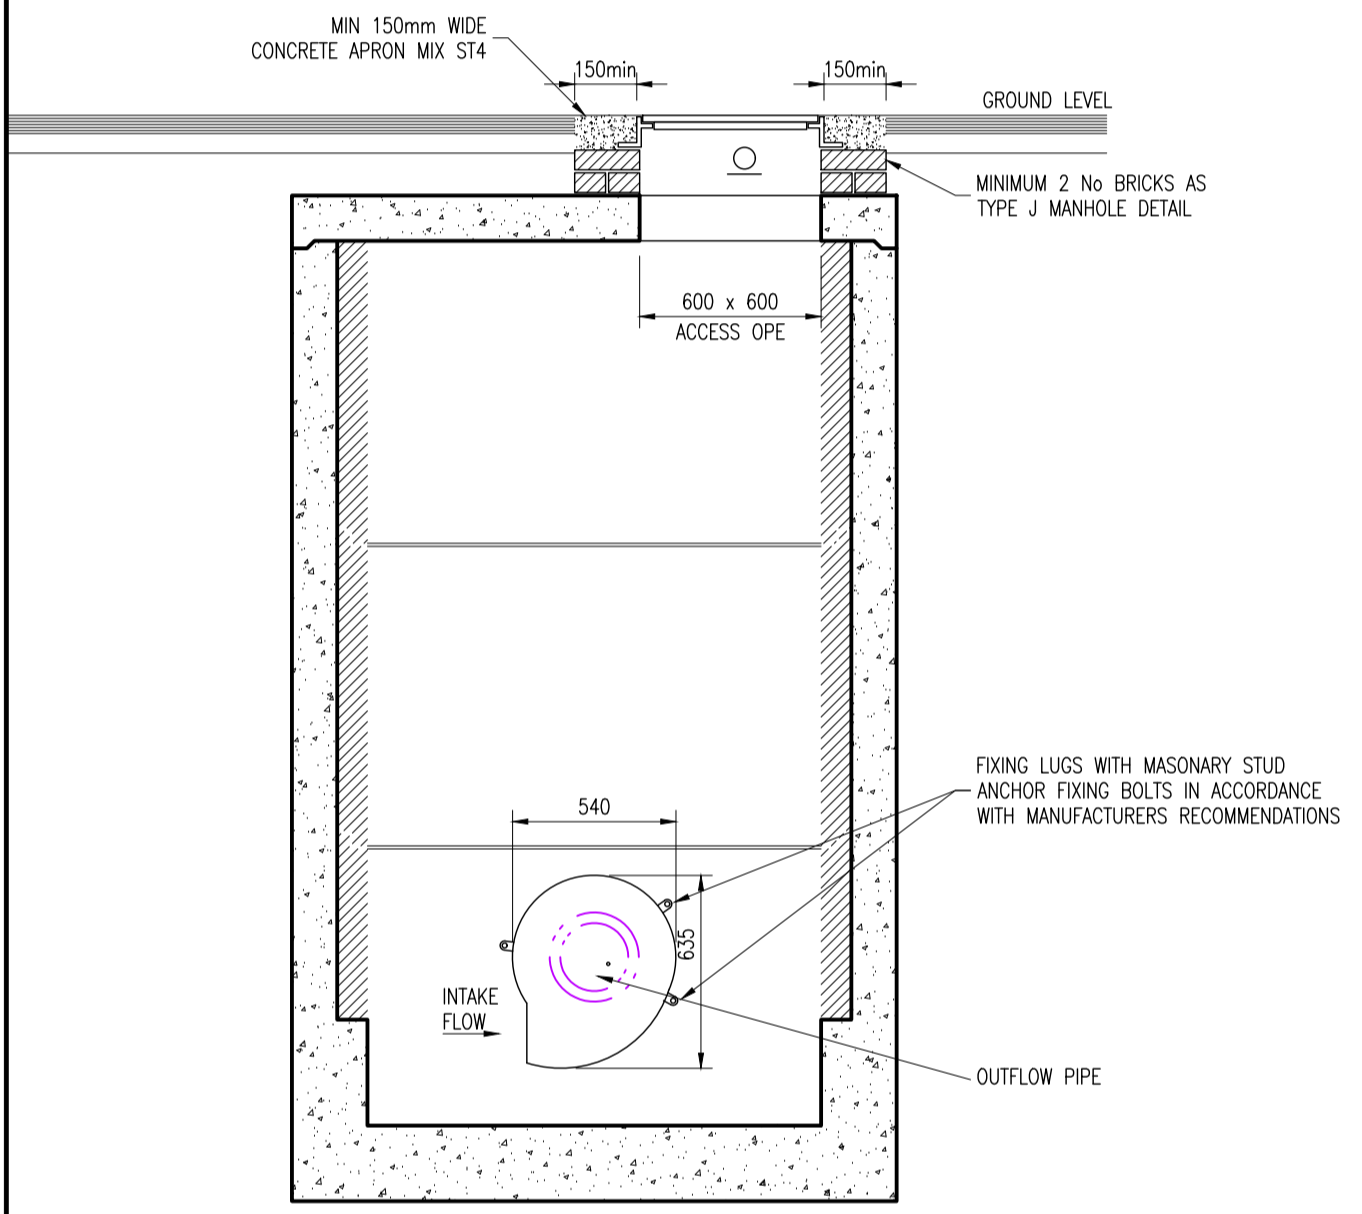 MIN 150mm WIDE
CONCRETE APRON MIX ST4
150min
150min
GROUND LEVEL
MINIMUM 2 No BRICKS AS
TYPE J MANHOLE DETAIL
600 x 600
ACCESS OPE
FIXING LUGS WITH MASONARY STUD
ANCHOR FIXING BOLTS IN ACCORDANCE
WITH MANUFACTURERS RECOMMENDATIONS
540
635
INTAKE
FLOW
OUTFLOW PIPE